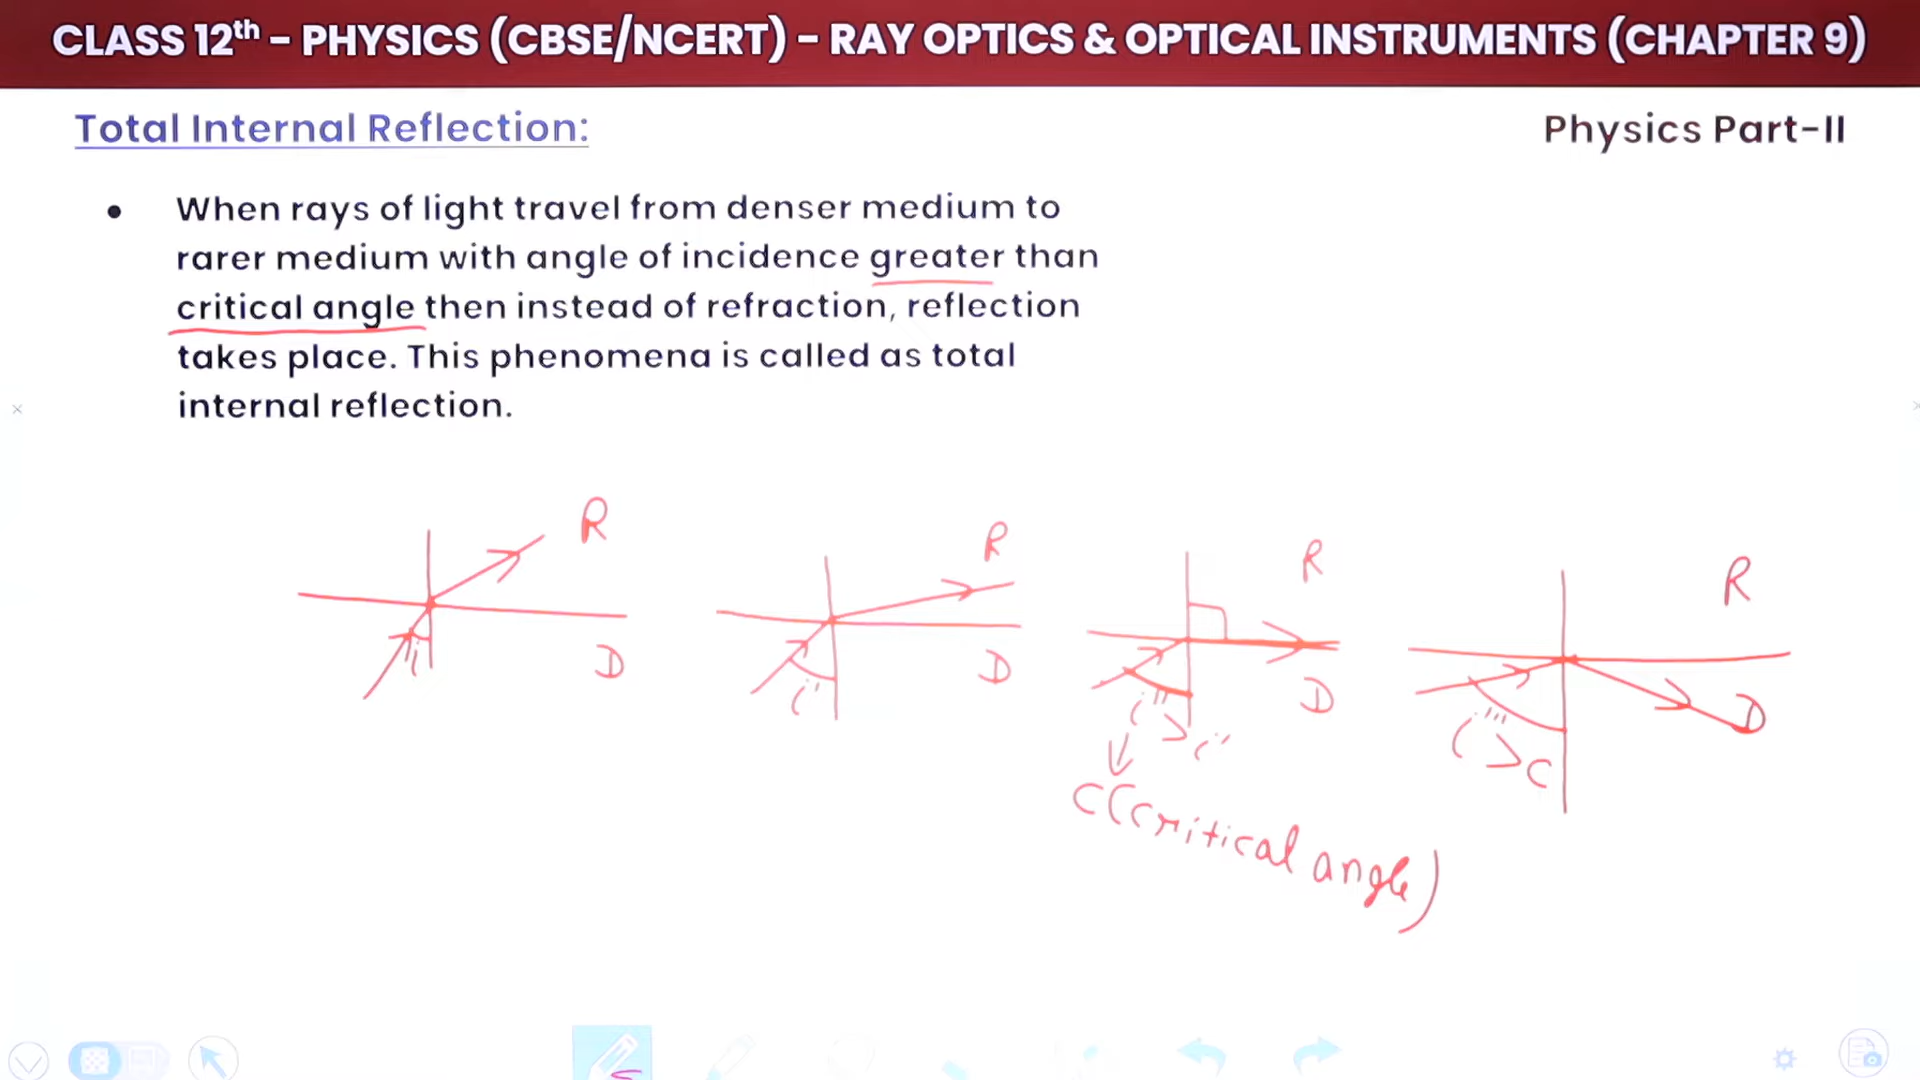 CLASS 12th - PHYSICS (CBSE/NCERT) - RAY OPTICS & OPTICAL INSTRUMENTS (CHAPTER 9)
Total Internal Reflection:
Physics Part-II
• When rays of light travel from denser medium to
rarer medium with angle of incidence greater than
critical angle then instead of refraction, reflection
takes place. This phenomena is called as total
internal reflection.
R
R
R
R
D
D
D
D
i
i'
i'' > i'
i''' > C
C (critical angle)